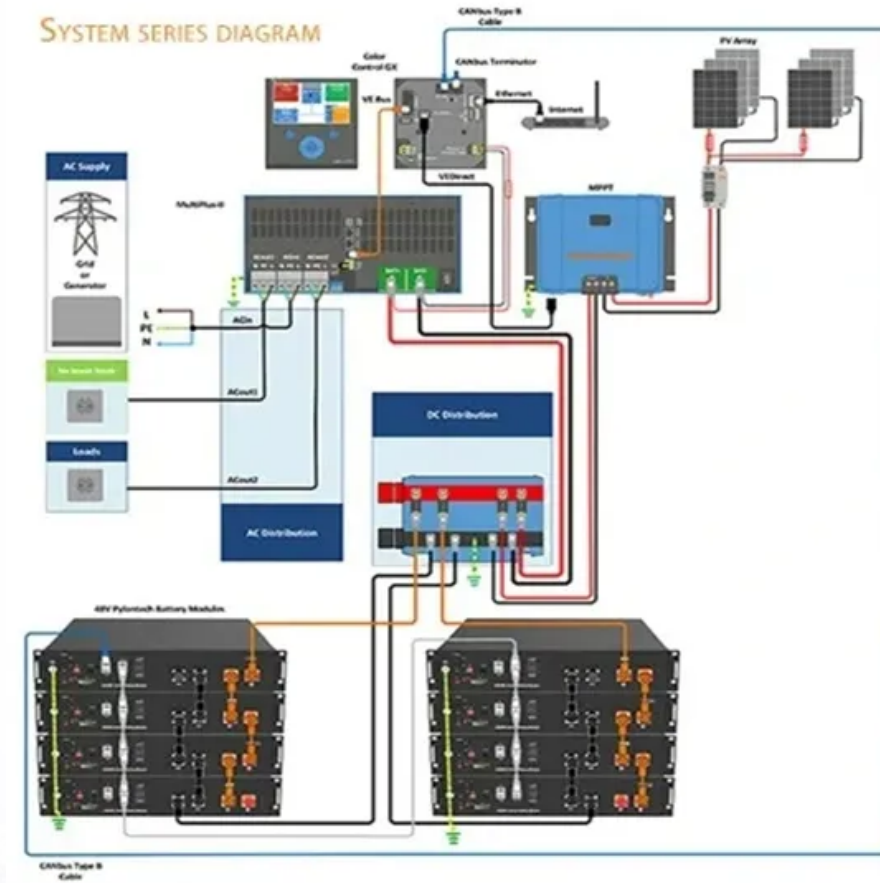 SYSTEM SERIES DIAGRAM
CANbus Type B
Cable
Color
Control GX
CANbus Terminator
PV Array
VE Bus
Ethernet
Internet
AC Supply
VEDirect
MPPT
MultiPlus-II
Grid
or
Generator
L
PE
N
ACin
ACout1
DC Distribution
Loads
ACout2
AC Distribution
48V Pylontech Battery Modules
CANbus Type B
Cable